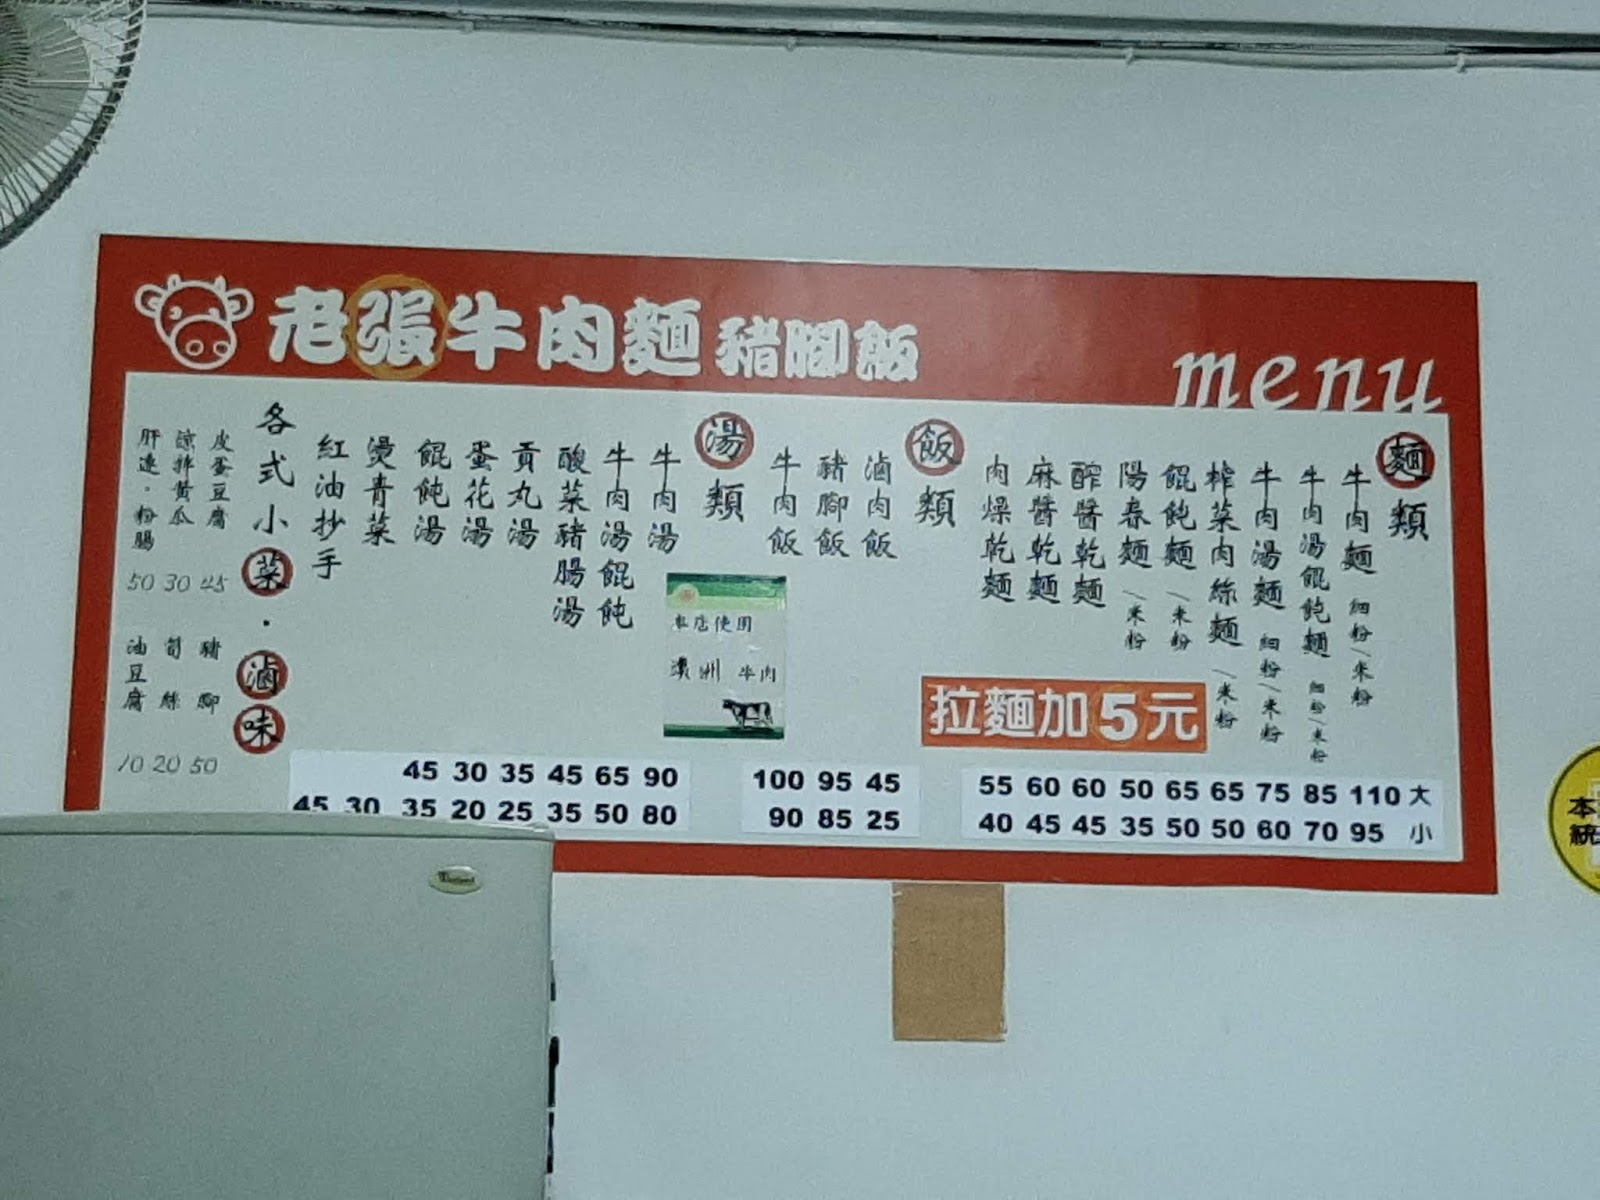 老張牛肉麵 豬腳飯
menu
麵類
牛肉麵 細粉/米粉
牛肉湯餛飩麵 細粉/米粉
牛肉湯麵 細粉/米粉
榨菜肉絲麵 /米粉
餛飩麵 /米粉
陽春麵 /米粉
醡醬乾麵
麻醬乾麵
肉燥乾麵
拉麵加5元
55 60 60 50 65 65 75 85 110 大
40 45 45 35 50 50 60 70 95 小
飯類
滷肉飯
豬腳飯
牛肉飯
100 95 45
90 85 25
湯類
牛肉湯
牛肉湯餛飩
酸菜豬腸湯
貢丸湯
蛋花湯
餛飩湯
燙青菜
紅油抄手
45 30 35 45 65 90
45 30 35 20 25 35 50 80
本店使用
澳洲 牛肉
各式小菜·滷味
皮蛋豆腐 45
涼拌黃瓜 30
肝連·粉腸 50
豬腳 50
筍絲 20
油豆腐 10
本
統